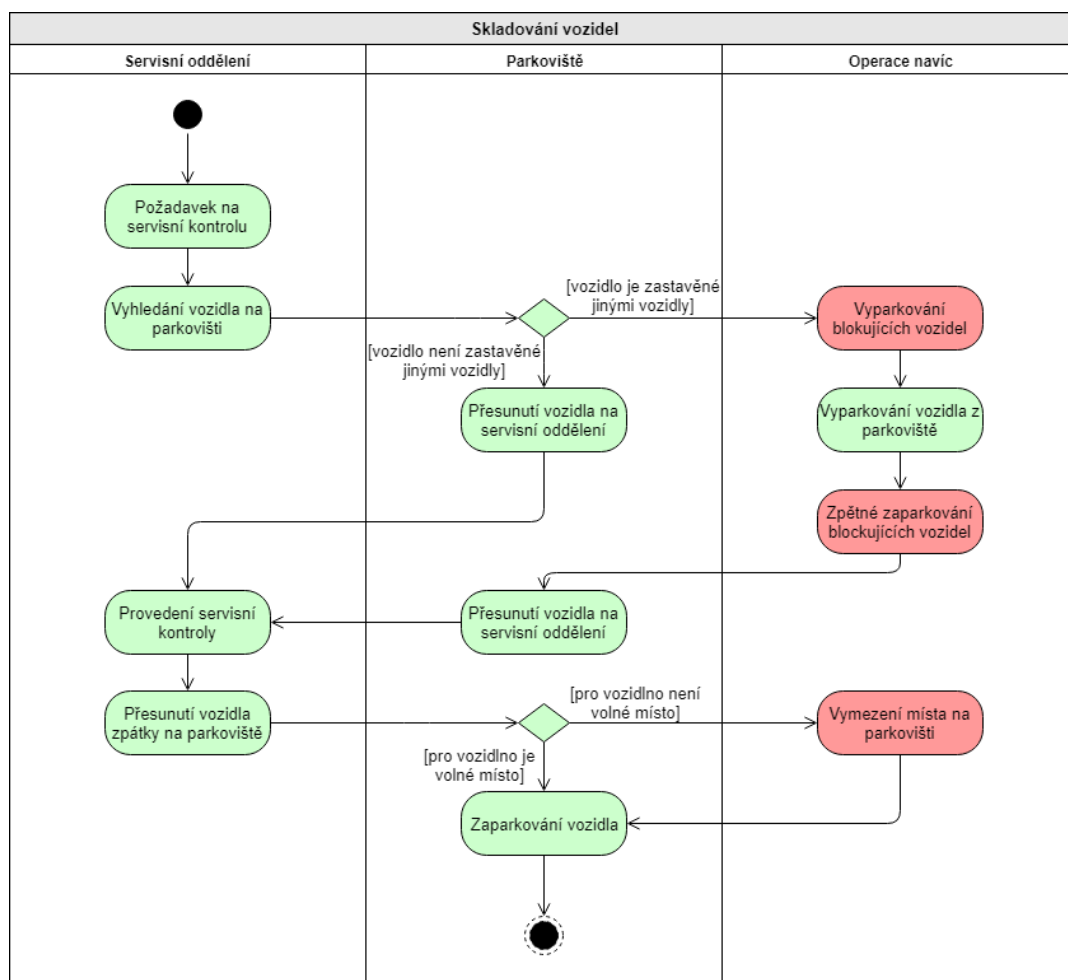 Skladování vozidel
Servisní oddělení
Parkoviště
Operace navíc
Požadavek na
servisní kontrolu
Vyhledání vozidla na
parkovišti
[vozidlo je zastavěné
jinými vozidly]
Vyparkování
blokujících vozidel
[vozidlo není zastavěné
jinými vozidly]
Přesunutí vozidla na
servisní oddělení
Vyparkování vozidla z
parkoviště
Zpětné zaparkování
blockujících vozidel
Provedení servisní
kontroly
Přesunutí vozidla na
servisní oddělení
[pro vozidlno není
volné místo]
Přesunutí vozidla
zpátky na parkoviště
Vymezení místa na
parkovišti
[pro vozidlno je
volné místo]
Zaparkování vozidla